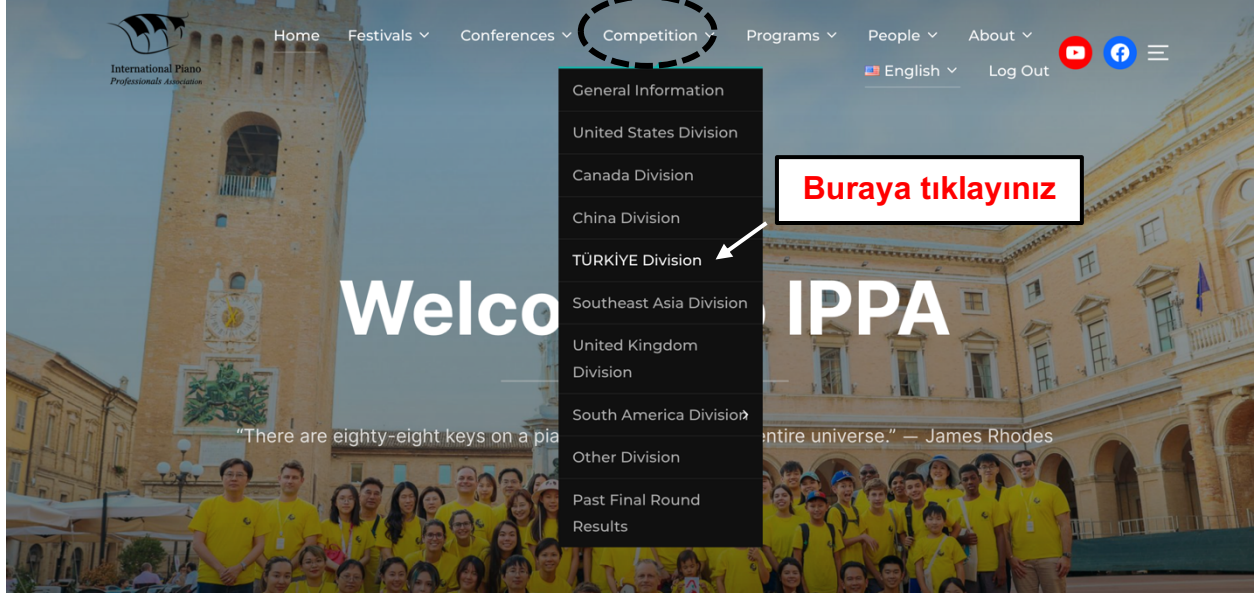 International Piano
Professionals Association
Home Festivals Conferences Competition Programs People About
English Log Out
General Information
United States Division
Canada Division
China Division
Buraya tıklayınız
TÜRKİYE Division
Southeast Asia Division
Welco IPPA
United Kingdom
Division
South America Division
"There are eighty-eight keys on a pia entire universe." — James Rhodes
Other Division
Past Final Round
Results